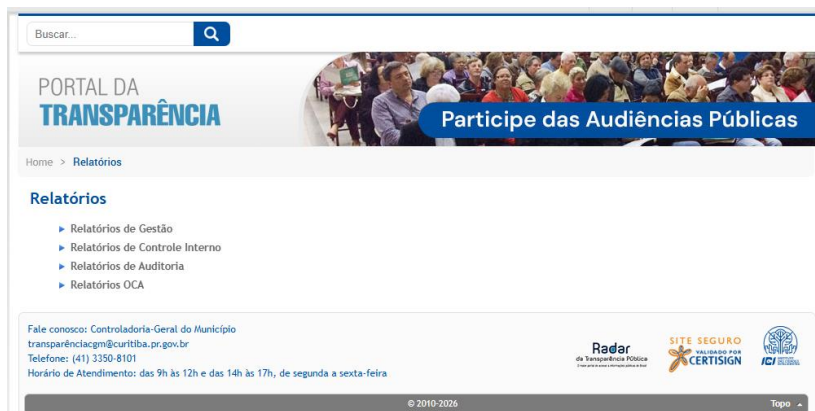 Buscar...
PORTAL DA
TRANSPARÊNCIA
Participe das Audiências Públicas
Home > Relatórios
Relatórios
Relatórios de Gestão
Relatórios de Controle Interno
Relatórios de Auditoria
Relatórios OCA
Fale conosco: Controladoria-Geral do Município
transparênciacgm@curitiba.pr.gov.br
Telefone: (41) 3350-8101
Horário de Atendimento: das 9h às 12h e das 14h às 17h, de segunda a sexta-feira
Radar
da Transparência Pública
SITE SEGURO
VALIDADO POR
CERTISIGN
ICI
© 2010-2026
Topo